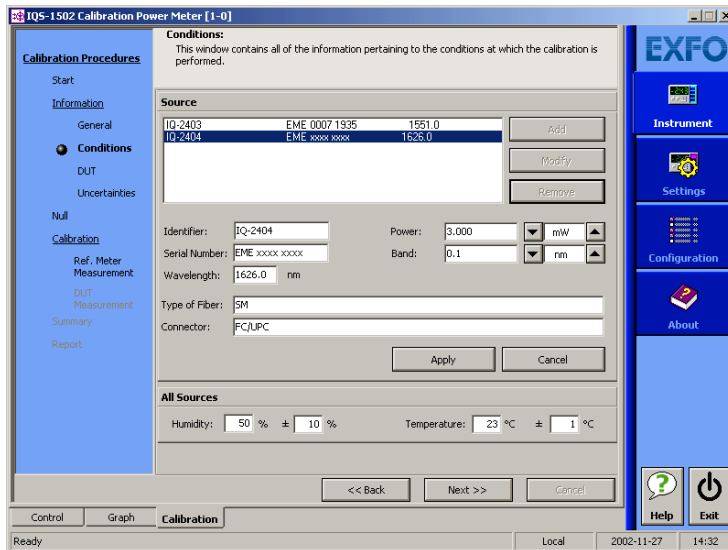 IQS-1502 Calibration Power Meter [1-0]
Conditions:
This window contains all of the information pertaining to the conditions at which the calibration is
performed.
Calibration Procedures
Start
Information
General
Conditions
DUT
Uncertainties
Null
Calibration
Ref. Meter
Measurement
DUT
Measurement
Summary
Report
Source
IQ-2403 EME 0007 1935 1551.0
IQ-2404 EME xxxx xxxx 1626.0
Add
Modify
Remove
Identifier: IQ-2404 Power: 3.000 mW
Serial Number: EME xxxx xxxx Band: 0.1 nm
Wavelength: 1626.0 nm
Type of Fiber: SM
Connector: FC/UPC
Apply Cancel
All Sources
Humidity: 50 % ± 10 % Temperature: 23 °C ± 1 °C
<< Back Next >> Cancel
Control Graph Calibration
Ready Local 2002-11-27 14:32
EXFO
Instrument
Settings
Configuration
About
Help Exit